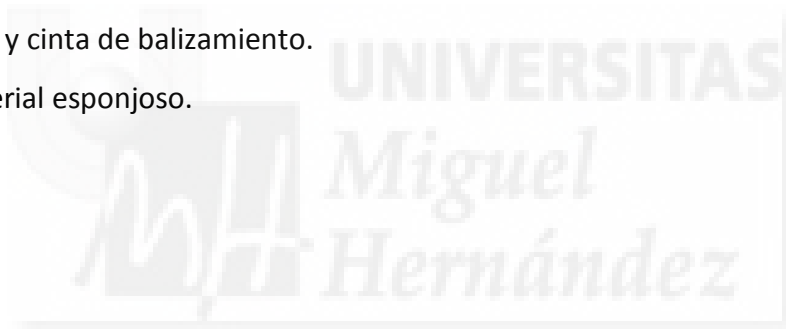 y cinta de balizamiento.
UNIVERSITAS
erial esponjoso.
Miguel
Hernández